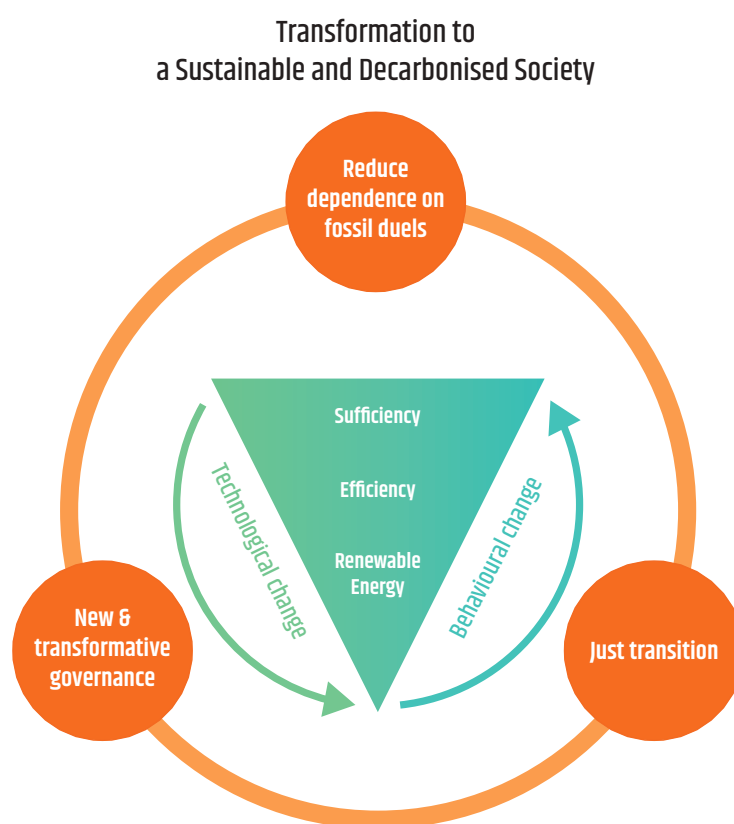 Transformation to
a Sustainable and Decarbonised Society
Reduce
dependence on
fossil duels
Sufficiency
Efficiency
Renewable
Energy
Technological change
Behavioural change
New &
transformative
governance
Just transition